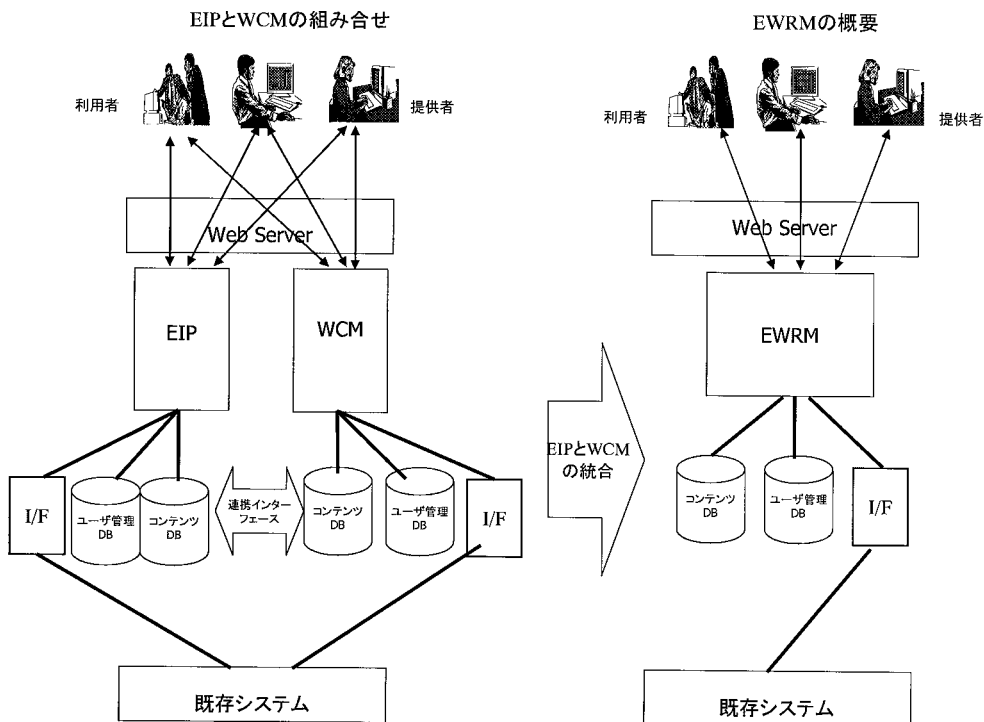 EIPとWCMの組み合せ
利用者
提供者
Web Server
EIP
WCM
I/F
ユーザ管理
DB
コンテンツ
DB
連携インター
フェース
コンテンツ
DB
ユーザ管理
DB
I/F
既存システム
EIPとWCM
の統合
EWRMの概要
利用者
提供者
Web Server
EWRM
コンテンツ
DB
ユーザ管理
DB
I/F
既存システム